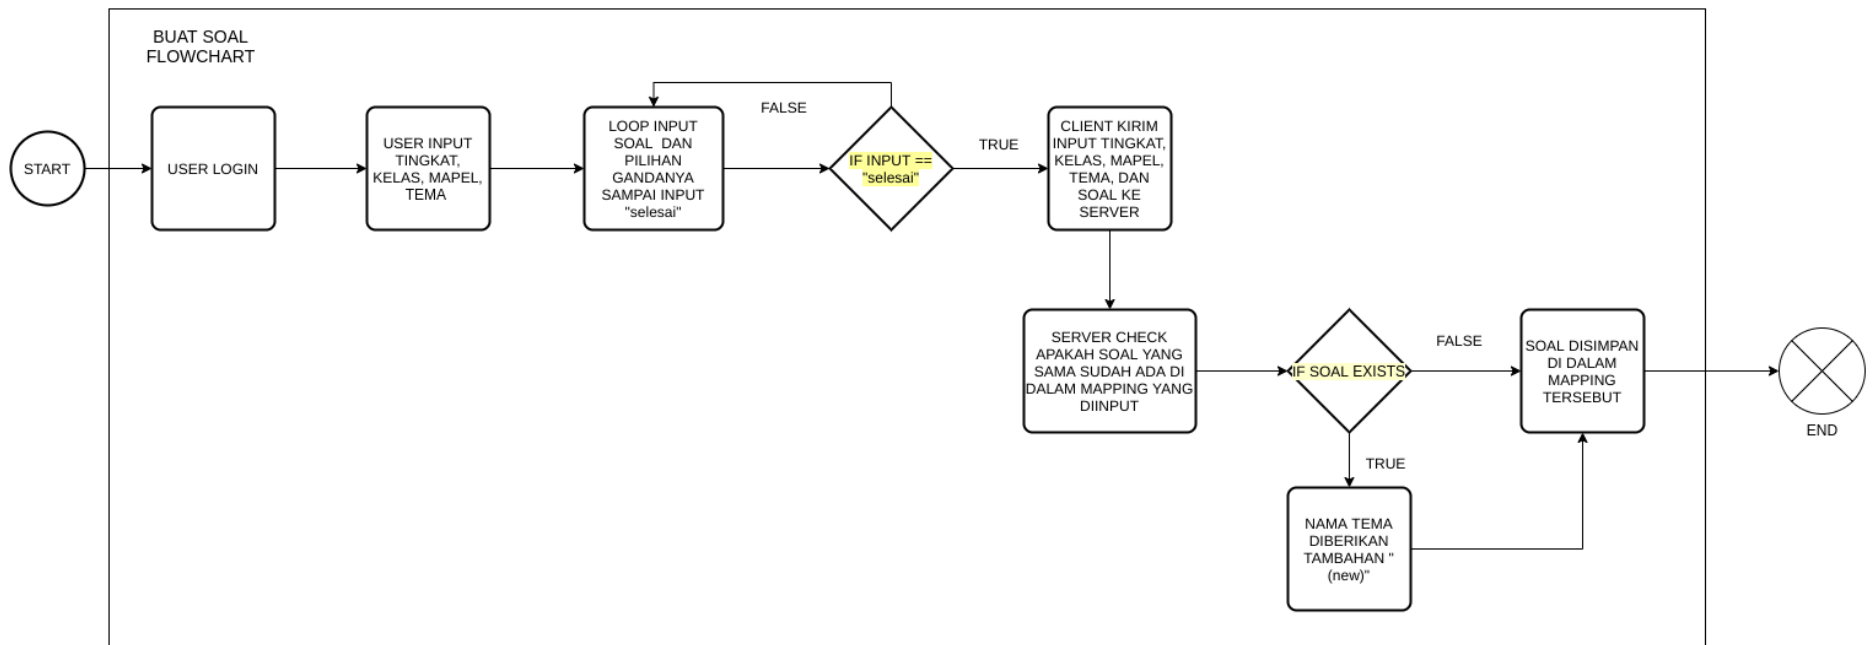 BUAT SOAL
FLOWCHART
START
USER LOGIN
USER INPUT
TINGKAT,
KELAS, MAPEL,
TEMA
LOOP INPUT
SOAL  DAN
PILIHAN
GANDANYA
SAMPAI INPUT
"selesai"
FALSE
IF INPUT ==
"selesai"
TRUE
CLIENT KIRIM
INPUT TINGKAT,
KELAS, MAPEL,
TEMA, DAN
SOAL KE
SERVER
SERVER CHECK
APAKAH SOAL YANG
SAMA SUDAH ADA DI
DALAM MAPPING YANG
DIINPUT
IF SOAL EXISTS
FALSE
SOAL DISIMPAN
DI DALAM
MAPPING
TERSEBUT
END
TRUE
NAMA TEMA
DIBERIKAN
TAMBAHAN "
(new)"